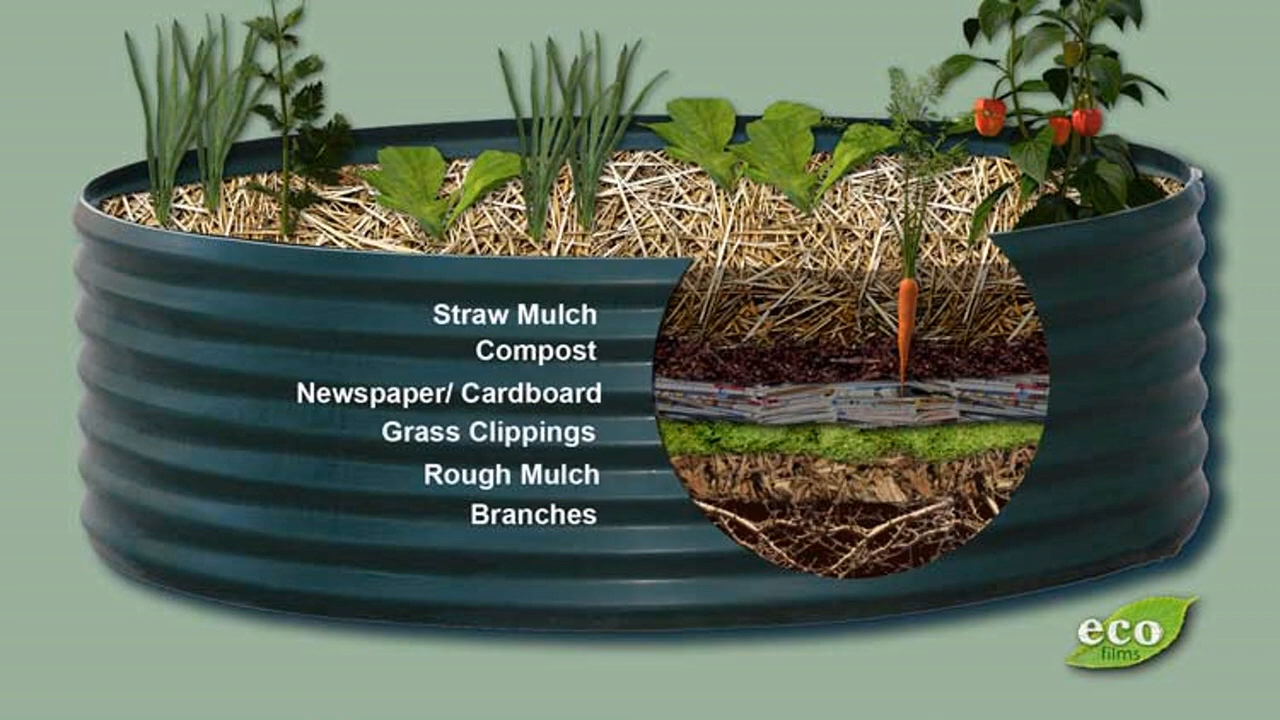 Straw Mulch
Compost
Newspaper/ Cardboard
Grass Clippings
Rough Mulch
Branches
eco
films